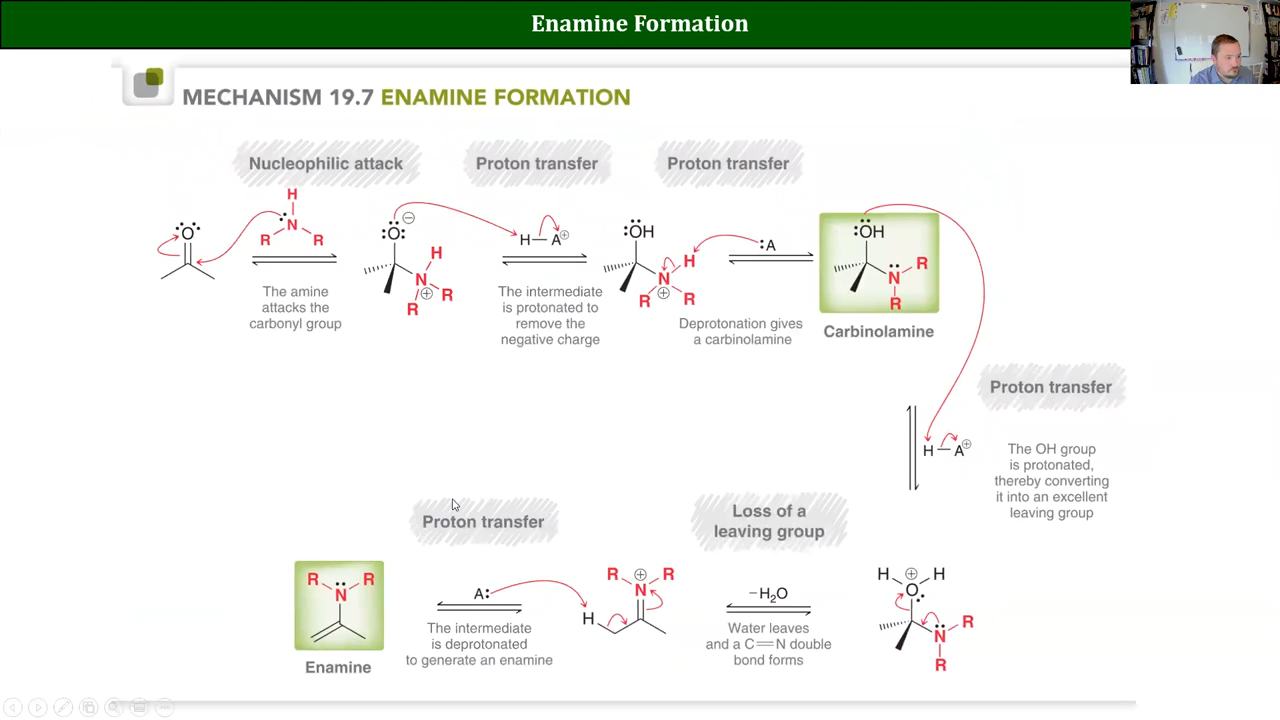 Enamine Formation
MECHANISM 19.7 ENAMINE FORMATION
Nucleophilic attack
Proton transfer
Proton transfer
O
H
N
R R
The amine
attacks the
carbonyl group
O
⊖
H
N
⊕
R
R
H—A
⊕
The intermediate
is protonated to
remove the
negative charge
OH
H
N
⊕
R
R
:A
Deprotonation gives
a carbinolamine
OH
R
N
R
Carbinolamine
Proton transfer
H—A
⊕
The OH group
is protonated,
thereby converting
it into an excellent
leaving group
Proton transfer
Loss of a
leaving group
R R
N
Enamine
A:
The intermediate
is deprotonated
to generate an enamine
R ⊕ R
N
H
−H₂O
Water leaves
and a C=N double
bond forms
H ⊕ H
O
N
R
R